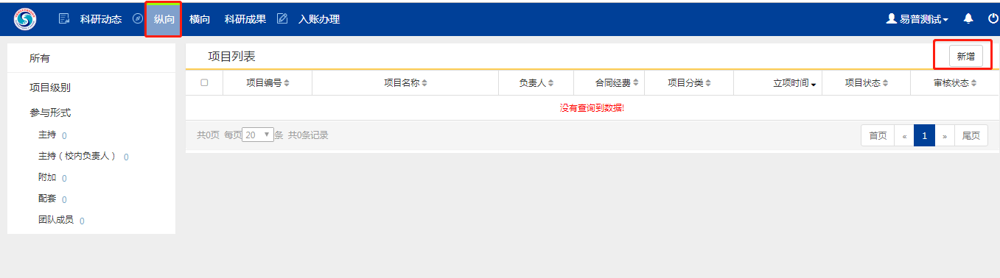 科研动态 纵向 横向 科研成果 入账办理 易普测试
所有
项目级别
参与形式
主持 0
主持（校内负责人） 0
附加 0
配套 0
团队成员 0
项目列表 新增
项目编号 项目名称 负责人 合同经费 项目分类 立项时间 项目状态 审核状态
没有查询到数据!
共0页 每页 20 条 共0条记录 首页 « 1 » 尾页